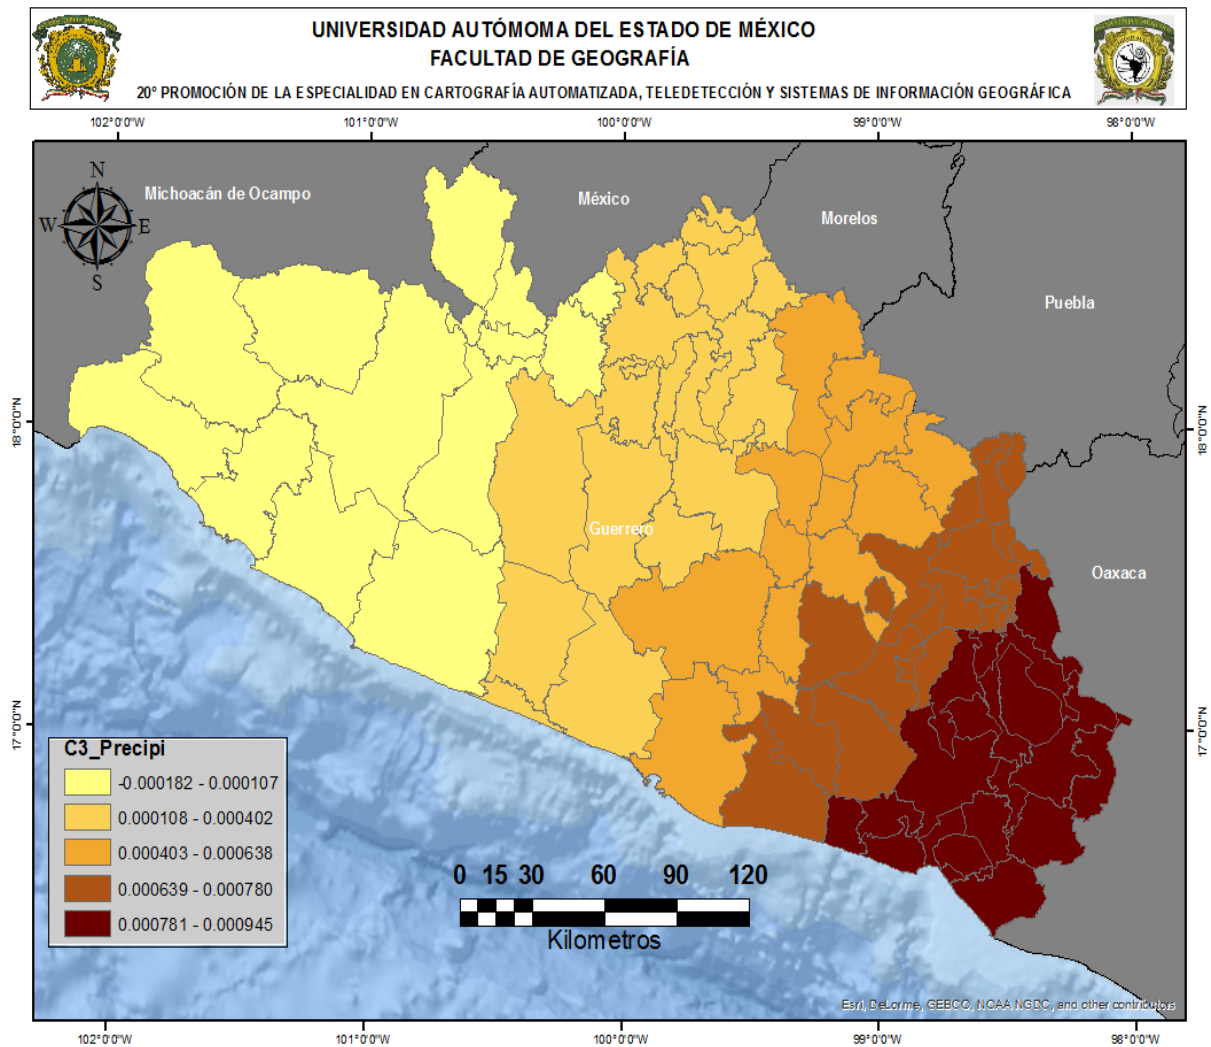 UNIVERSIDAD AUTÓMOMA DEL ESTADO DE MÉXICO
FACULTAD DE GEOGRAFÍA
20° PROMOCIÓN DE LA ESPECIALIDAD EN CARTOGRAFÍA AUTOMATIZADA, TELEDETECCIÓN Y SISTEMAS DE INFORMACIÓN GEOGRÁFICA
102°0'0"W 101°0'0"W 100°0'0"W 99°0'0"W 98°0'0"W
N
W E
S
Michoacán de Ocampo
México
Morelos
Puebla
18°0'0"N
18°0'0"N
Guerrero
Oaxaca
17°0'0"N
17°0'0"N
C3_Precipi
-0.000182 - 0.000107
0.000108 - 0.000402
0.000403 - 0.000638
0.000639 - 0.000780
0.000781 - 0.000945
0 15 30 60 90 120
Kilometros
Esri, DeLorme, GEBCO, NOAA NGDC, and other contributors
102°0'0"W 101°0'0"W 100°0'0"W 99°0'0"W 98°0'0"W